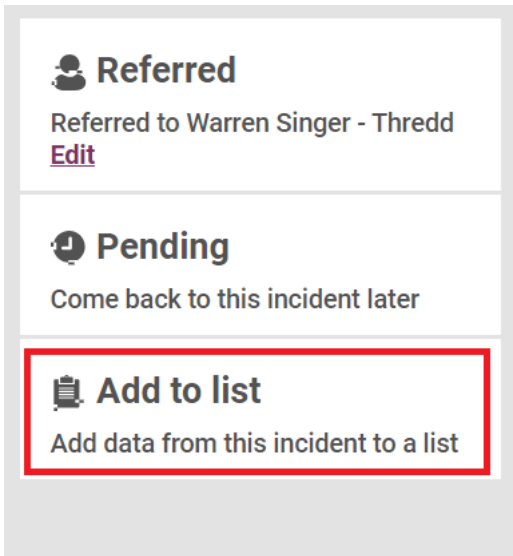 Referred
Referred to Warren Singer - Thredd
Edit
Pending
Come back to this incident later
Add to list
Add data from this incident to a list